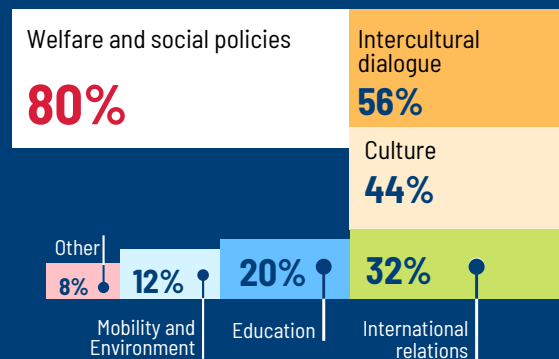 Welfare and social policies
80%
Intercultural
dialogue
56%
Culture
44%
Other
8%
12%
20%
32%
Mobility and
Environment
Education
International
relations